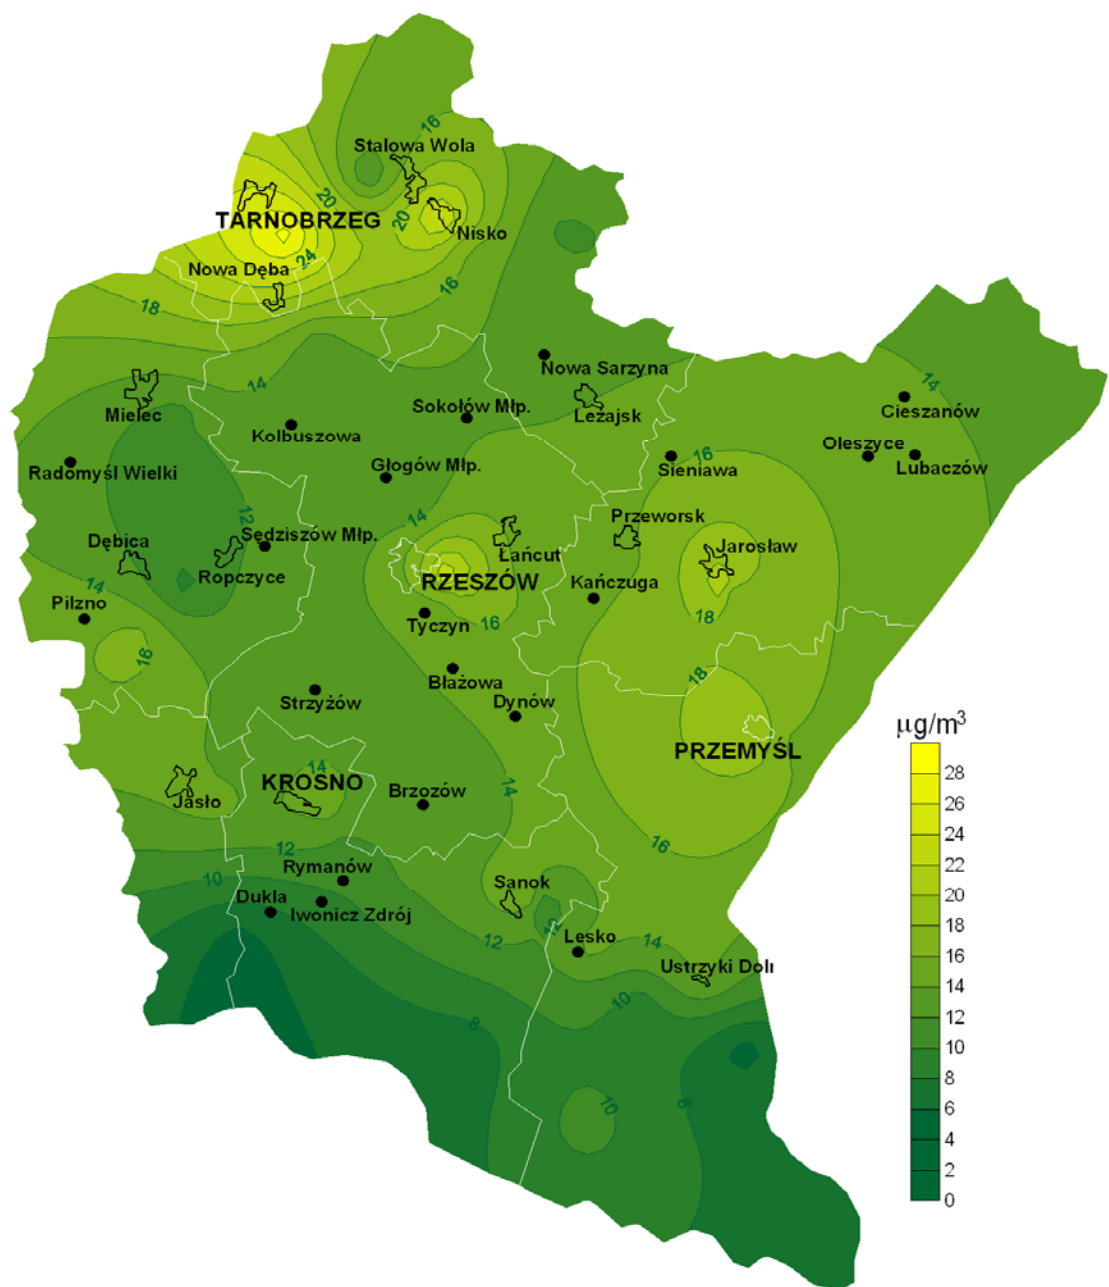 16
Stalowa Wola
20
TARNOBRZEG
20
Nisko
24
Nowa Dęba
16
18
14
Nowa Sarzyna
14
Mielec
Sokołów Młp.
Leżajsk
Cieszanów
Kolbuszowa
Oleszyce
16
Radomyśl Wielki
Głogów Młp.
Sieniawa
Lubaczów
12
14
Przeworsk
Dębica
Sędziszów Młp.
Łańcut
Jarosław
Ropczyce
RZESZÓW
Kańczuga
14
Pilzno
Tyczyn
16
18
16
Błażowa
18
Strzyżów
Dynów
μg/m³
PRZEMYŚL
14
KROSNO
Brzozów
14
Jasło
28
26
24
22
20
18
16
14
12
10
8
6
4
2
0
12
16
Rymanów
10
Dukla
Iwonicz Zdrój
Sanok
12
12
Lesko
14
Ustrzyki Doln
10
8
10
8